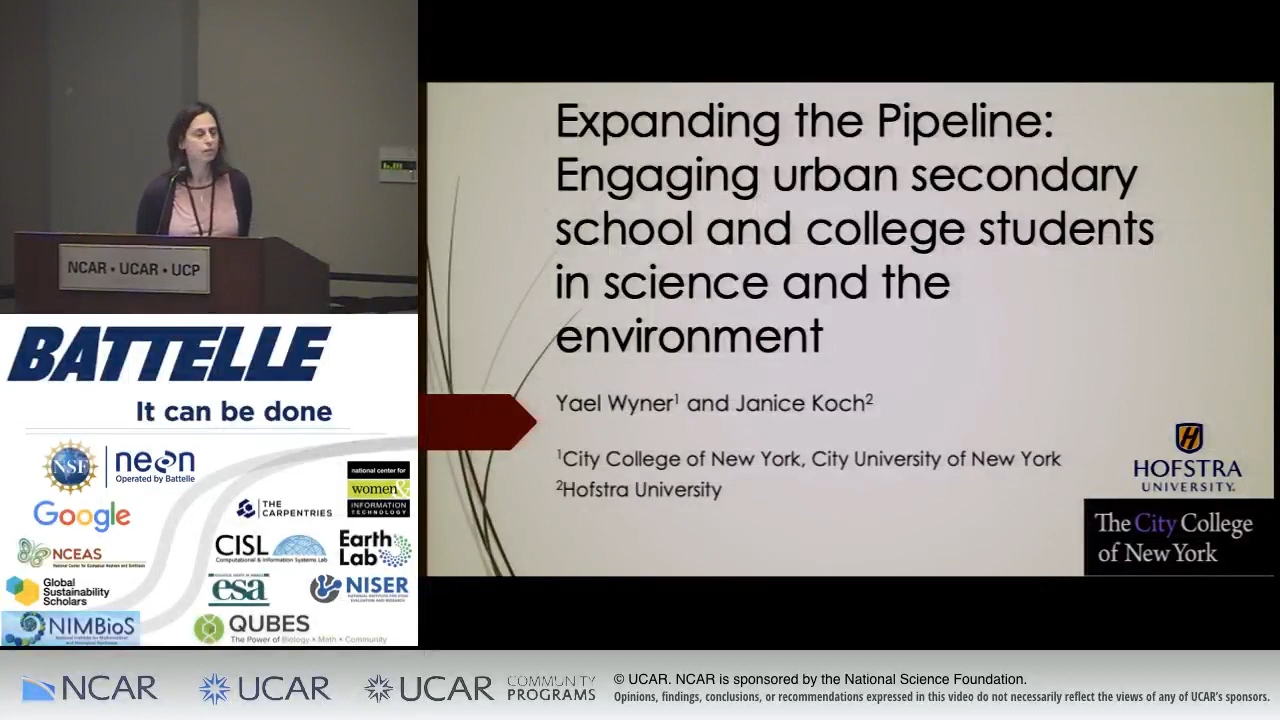 NCAR • UCAR • UCP
Expanding the Pipeline:
Engaging urban secondary
school and college students
in science and the
environment
Yael Wyner¹ and Janice Koch²
¹City College of New York, City University of New York
²Hofstra University
HOFSTRA
UNIVERSITY.
The City College
of New York
BATTELLE
It can be done
NSF
neon
Operated by Battelle
national center for
women &
INFORMATION
TECHNOLOGY
Google
THE
CARPENTRIES
NCEAS
CISL
Computational & Information Systems Lab
Earth
Lab
Global
Sustainability
Scholars
esa
NISER
NIMBioS
QUBES
The Power of Biology • Math • Community
NCAR
UCAR
UCAR
COMMUNITY
PROGRAMS
© UCAR. NCAR is sponsored by the National Science Foundation.
Opinions, findings, conclusions, or recommendations expressed in this video do not necessarily reflect the views of any of UCAR's sponsors.